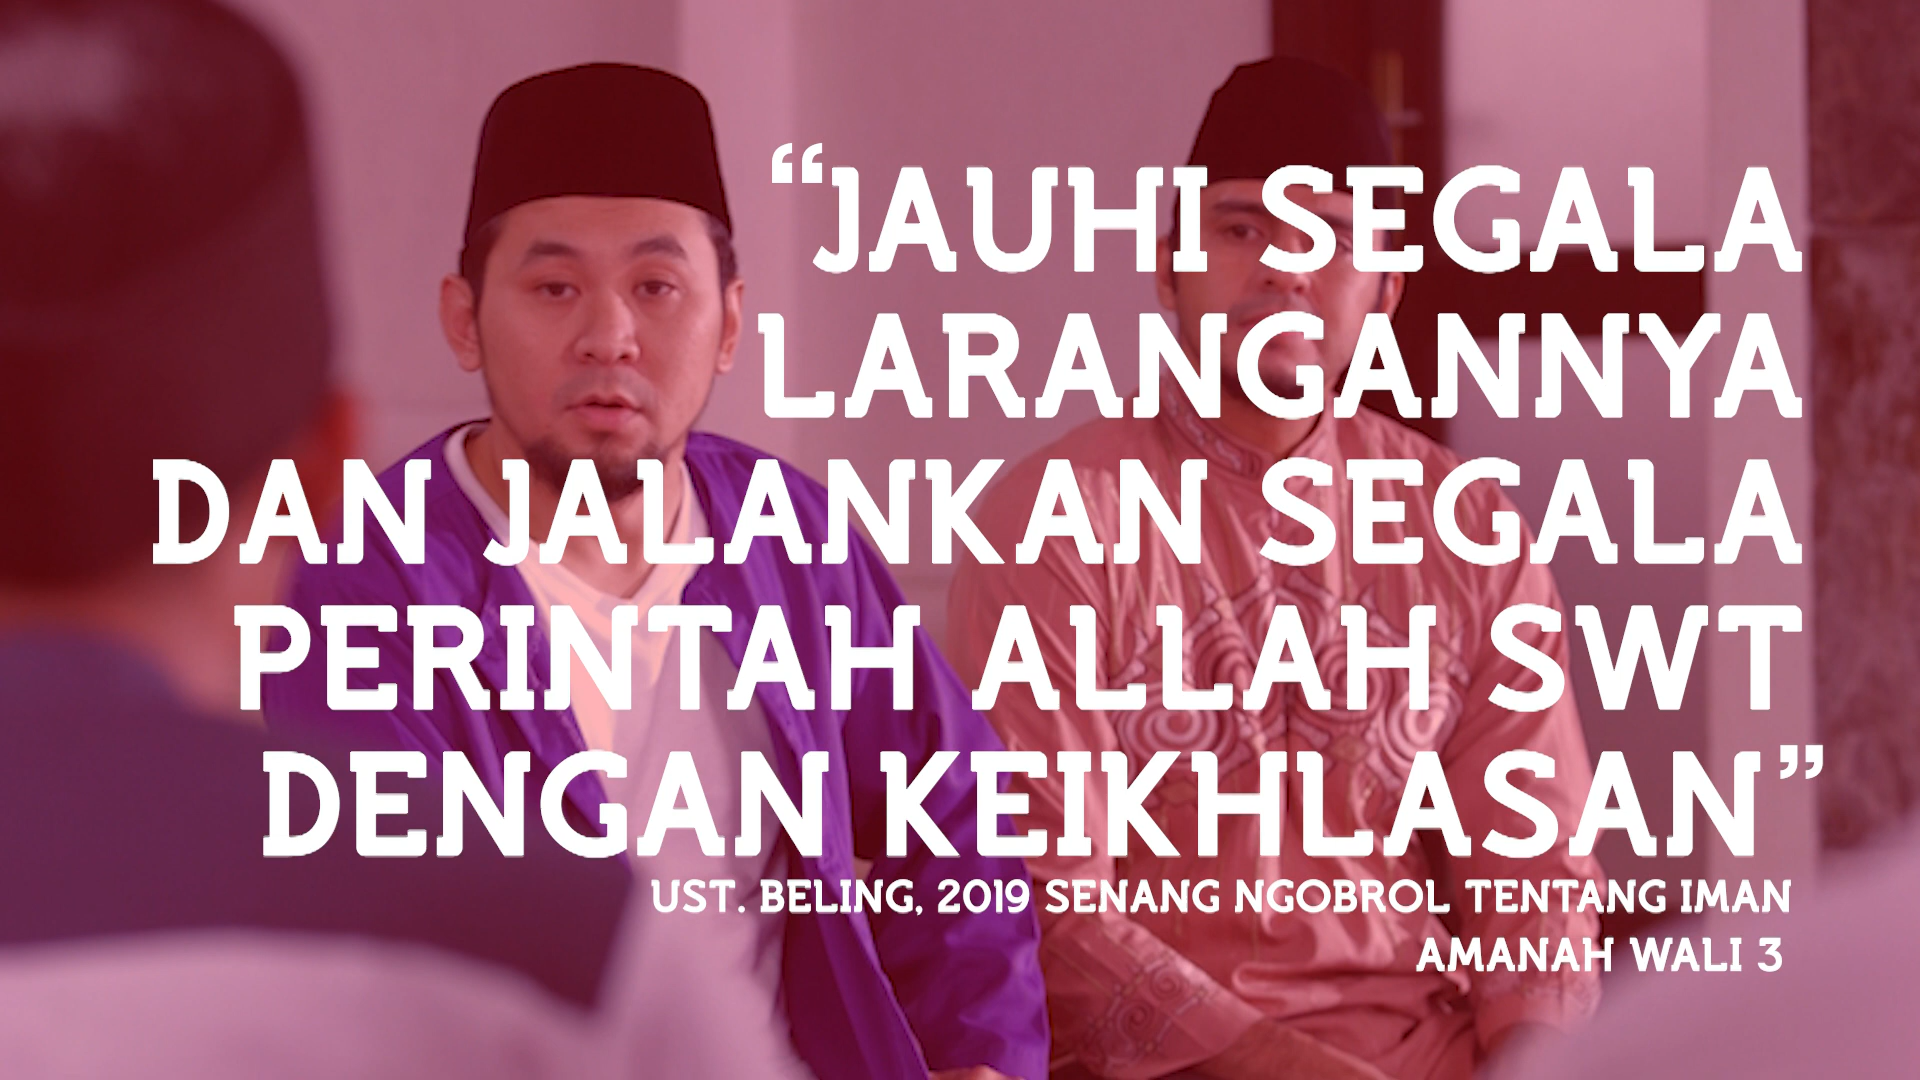 “JAUHI SEGALA
LARANGANNYA
DAN JALANKAN SEGALA
PERINTAH ALLAH SWT
DENGAN KEIKHLASAN”
UST. BELING, 2019 SENANG NGOBROL TENTANG IMAN
AMANAH WALI 3